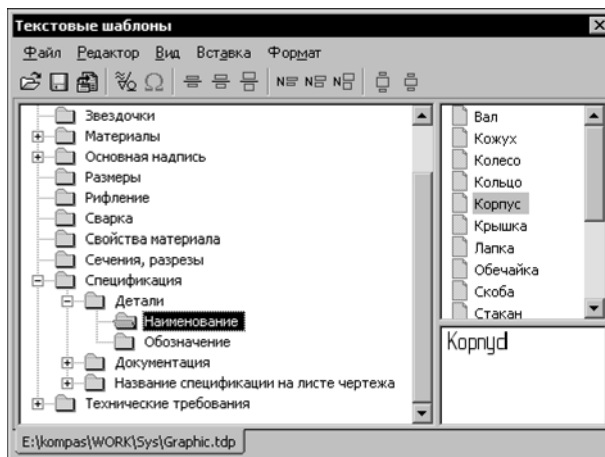 Текстовые шаблоны
Файл Редактор Вид Вставка Формат
Звездочки
Материалы
Основная надпись
Размеры
Рифление
Сварка
Свойства материала
Сечения, разрезы
Спецификация
Детали
Наименование
Обозначение
Документация
Название спецификации на листе чертежа
Технические требования
Вал
Кожух
Колесо
Кольцо
Корпус
Крышка
Лапка
Обечайка
Скоба
Стакан
Корпус
E:\kompas\WORK\Sys\Graphic.tdp